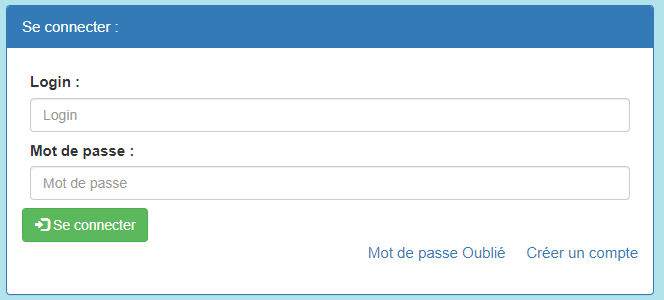 Se connecter :
Login :
Login
Mot de passe :
Mot de passe
Se connecter
Mot de passe Oublié Créer un compte